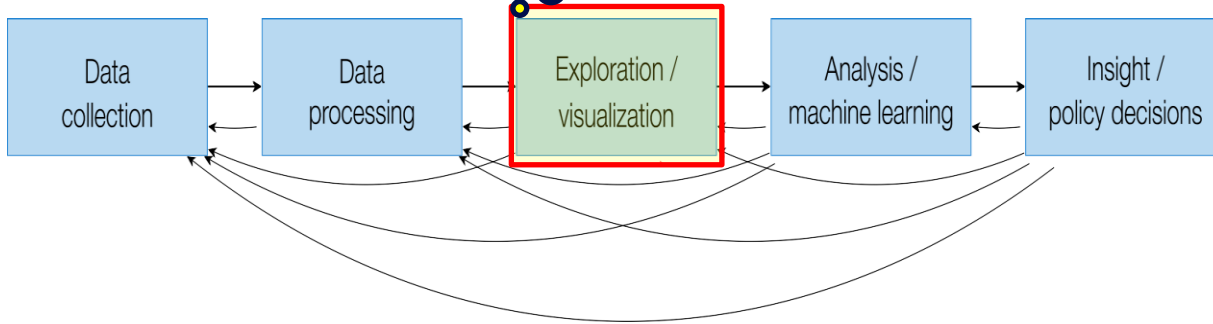 Data
collection
Data
processing
Exploration /
visualization
Analysis /
machine learning
Insight /
policy decisions